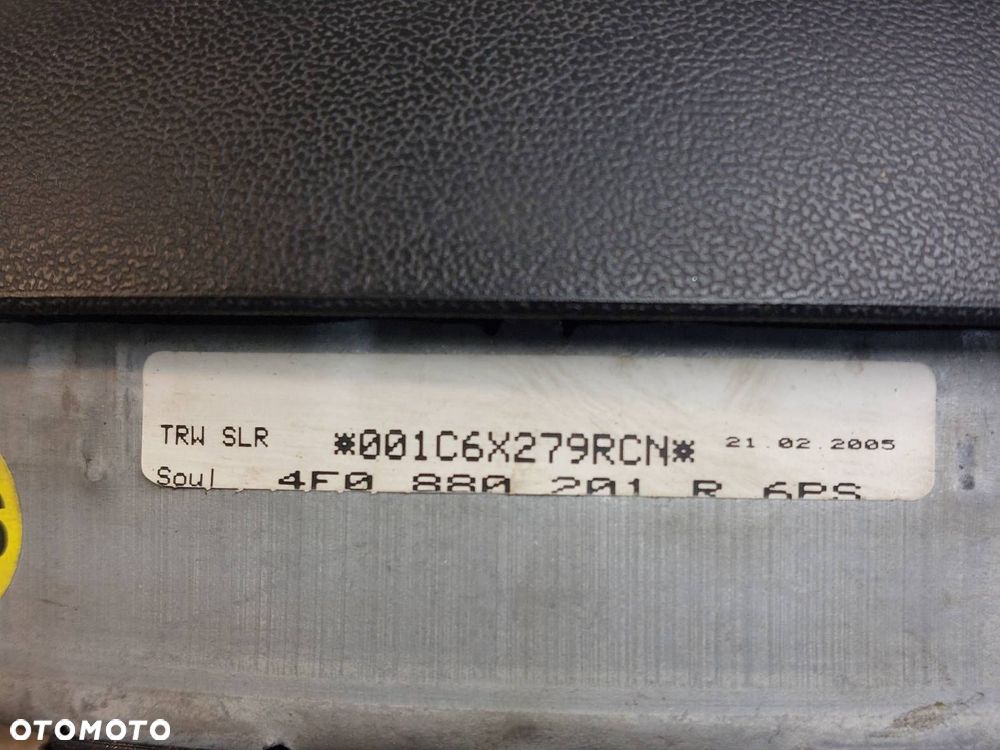 TRW SLR *001C6X279RCN* 21.02.2005
Soul 4F0 880 201 R 6PS
OTOMOTO